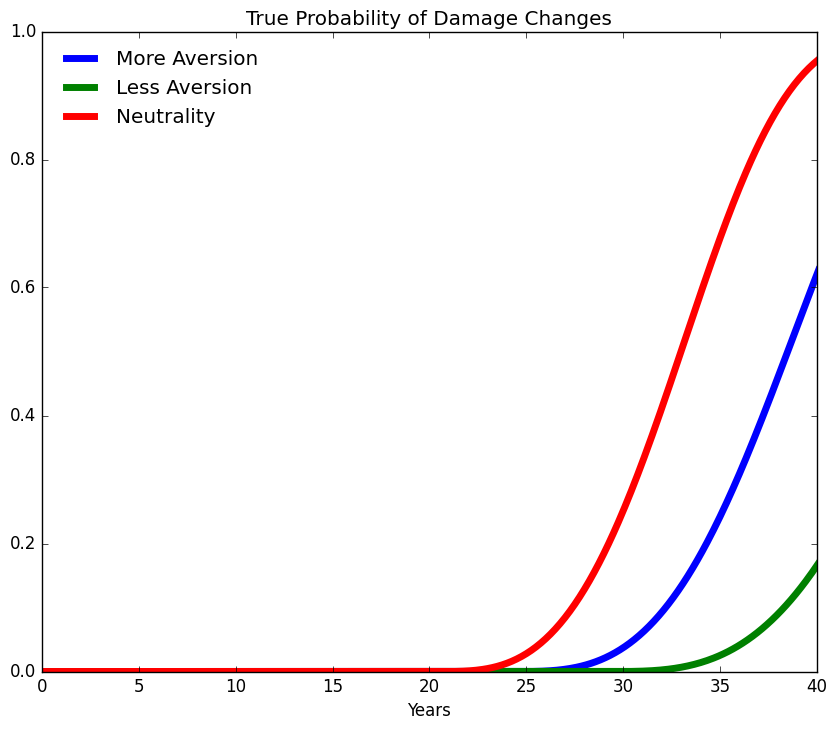 True Probability of Damage Changes
1.0
0.8
0.6
0.4
0.2
0.0
More Aversion
Less Aversion
Neutrality
0 5 10 15 20 25 30 35 40
Years